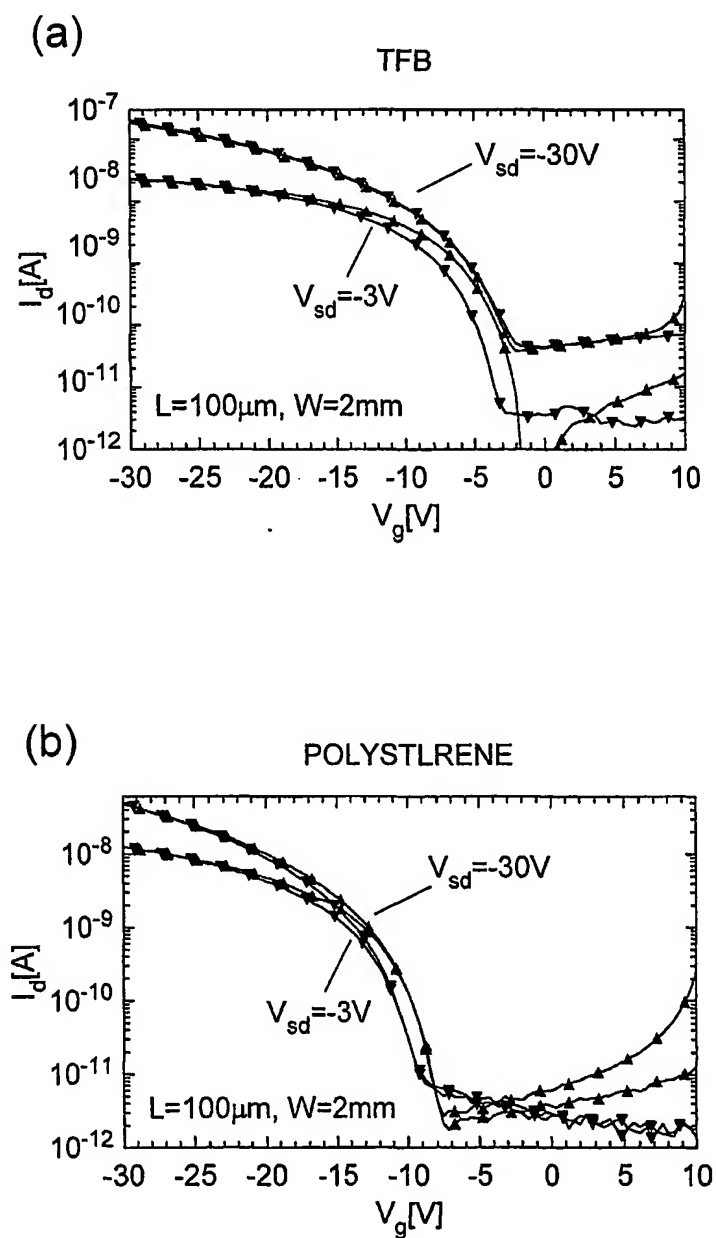 (a)
TFB
10⁻⁷
10⁻⁸
10⁻⁹
10⁻¹⁰
10⁻¹¹
10⁻¹²
I_d[A]
V_sd=-30V
V_sd=-3V
L=100μm, W=2mm
-30 -25 -20 -15 -10 -5 0 5 10
V_g[V]
(b)
POLYSTLRENE
10⁻⁸
10⁻⁹
10⁻¹⁰
10⁻¹¹
10⁻¹²
I_d[A]
V_sd=-30V
V_sd=-3V
L=100μm, W=2mm
-30 -25 -20 -15 -10 -5 0 5 10
V_g[V]